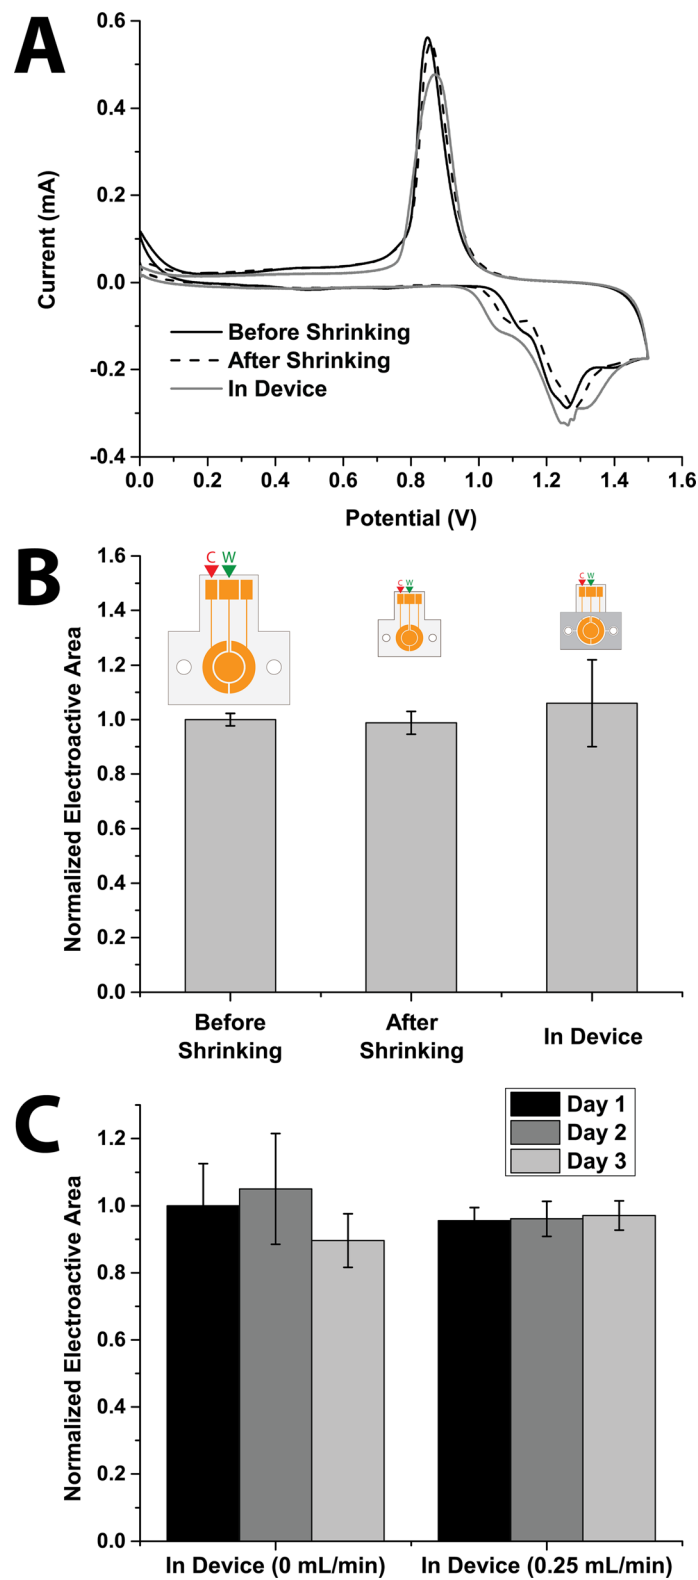 A
0.6
0.4
0.2
0.0
-0.2
-0.4
Current (mA)
Before Shrinking
After Shrinking
In Device
0.0 0.2 0.4 0.6 0.8 1.0 1.2 1.4 1.6
Potential (V)
B
1.6
1.4
1.2
1.0
0.8
0.6
0.4
0.2
0.0
Normalized Electroactive Area
C W
C W
C W
Before
Shrinking
After
Shrinking
In Device
C
1.2
1.0
0.8
0.6
0.4
0.2
0.0
Normalized Electroactive Area
Day 1
Day 2
Day 3
In Device (0 mL/min) In Device (0.25 mL/min)